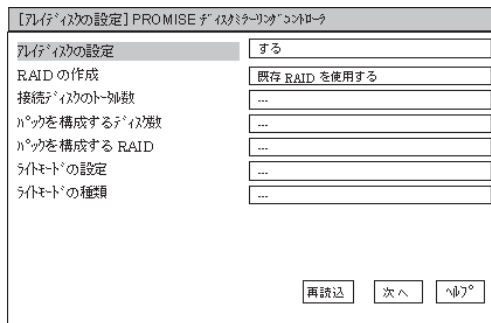 [ｱﾚｲﾃﾞｨｽｸの設定] PROMISE ﾃﾞｨｽｸﾐﾗｰﾘﾝｸﾞｺﾝﾄﾛｰﾗ
ｱﾚｲﾃﾞｨｽｸの設定 する
RAID の作成 既存 RAID を使用する
接続ﾃﾞｨｽｸのﾄｰﾀﾙ数 ---
ﾊﾟｯｸを構成するﾃﾞｨｽｸ数 ---
ﾊﾟｯｸを構成する RAID ---
ﾗｲﾄﾓｰﾄﾞの設定 ---
ﾗｲﾄﾓｰﾄﾞの種類 ---
再読込 次へ ﾍﾙﾌﾟ